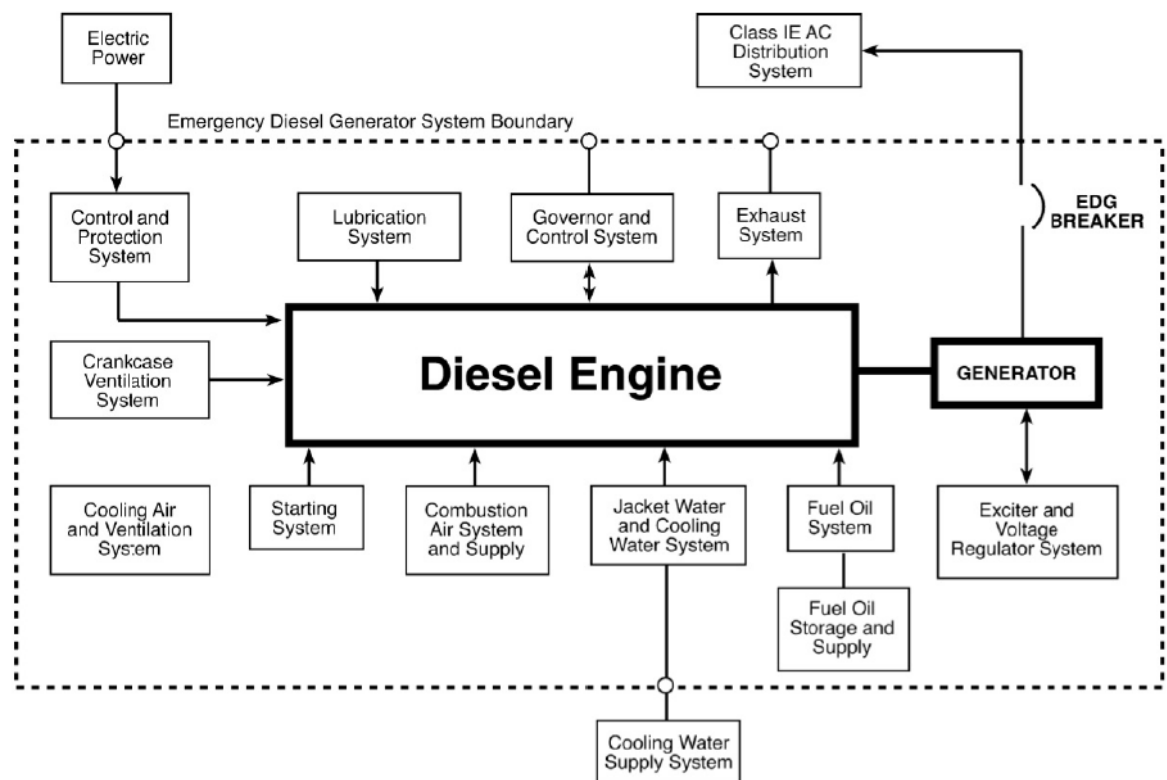 Electric
Power
Class IE AC
Distribution
System
Emergency Diesel Generator System Boundary
Control and
Protection
System
Lubrication
System
Governor and
Control System
Exhaust
System
EDG
BREAKER
Crankcase
Ventilation
System
Diesel Engine
GENERATOR
Cooling Air
and Ventilation
System
Starting
System
Combustion
Air System
and Supply
Jacket Water
and Cooling
Water System
Fuel Oil
System
Exciter and
Voltage
Regulator System
Fuel Oil
Storage and
Supply
Cooling Water
Supply System